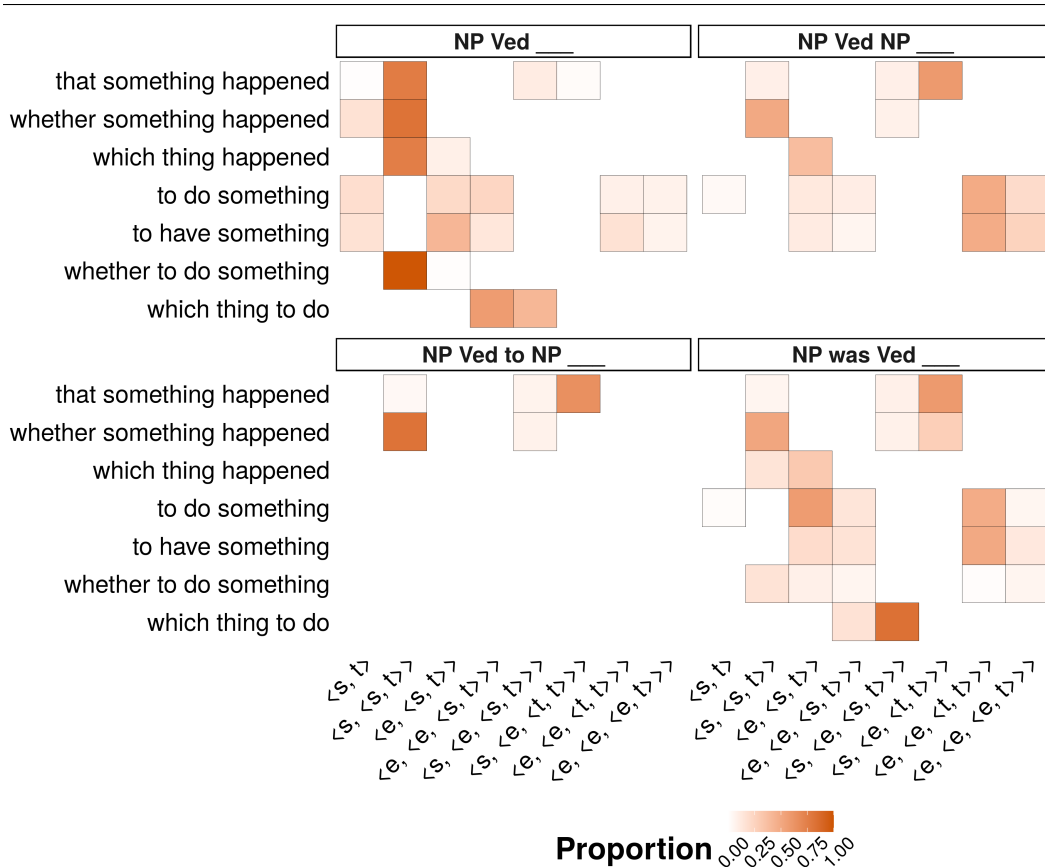 NP Ved ___
NP Ved NP ___
that something happened
whether something happened
which thing happened
to do something
to have something
whether to do something
which thing to do
NP Ved to NP ___
NP was Ved ___
that something happened
whether something happened
which thing happened
to do something
to have something
whether to do something
which thing to do
<s, t>
<s, <s, t>>
<e, <s, t>>
<e, <e, <s, t>>>
<s, <e, <s, t>>>
<s, <e, <t, t>>>
<e, <e, <t, t>>>
<e, <e, <e, t>>>
<s, t>
<s, <s, t>>
<e, <s, t>>
<e, <e, <s, t>>>
<s, <e, <s, t>>>
<s, <e, <t, t>>>
<e, <e, <t, t>>>
<e, <e, <e, t>>>
Proportion
0.00
0.25
0.50
0.75
1.00